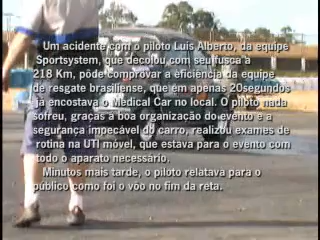 Um acidente com o piloto Luis Alberto, da equipe
Sportsystem, que decolou com seu fusca a
218 Km, pôde comprovar a eficiência da equipe
de resgate brasiliense, que em apenas 20segundos
já encostava o Medical Car no local. O piloto nada
sofreu, graças à boa organização do evento e a
segurança impecável do carro, realizou exames de
rotina na UTI móvel, que estava para o evento com
todo o aparato necessário.
Minutos mais tarde, o piloto relatava para o
público como foi o vôo no fim da reta.